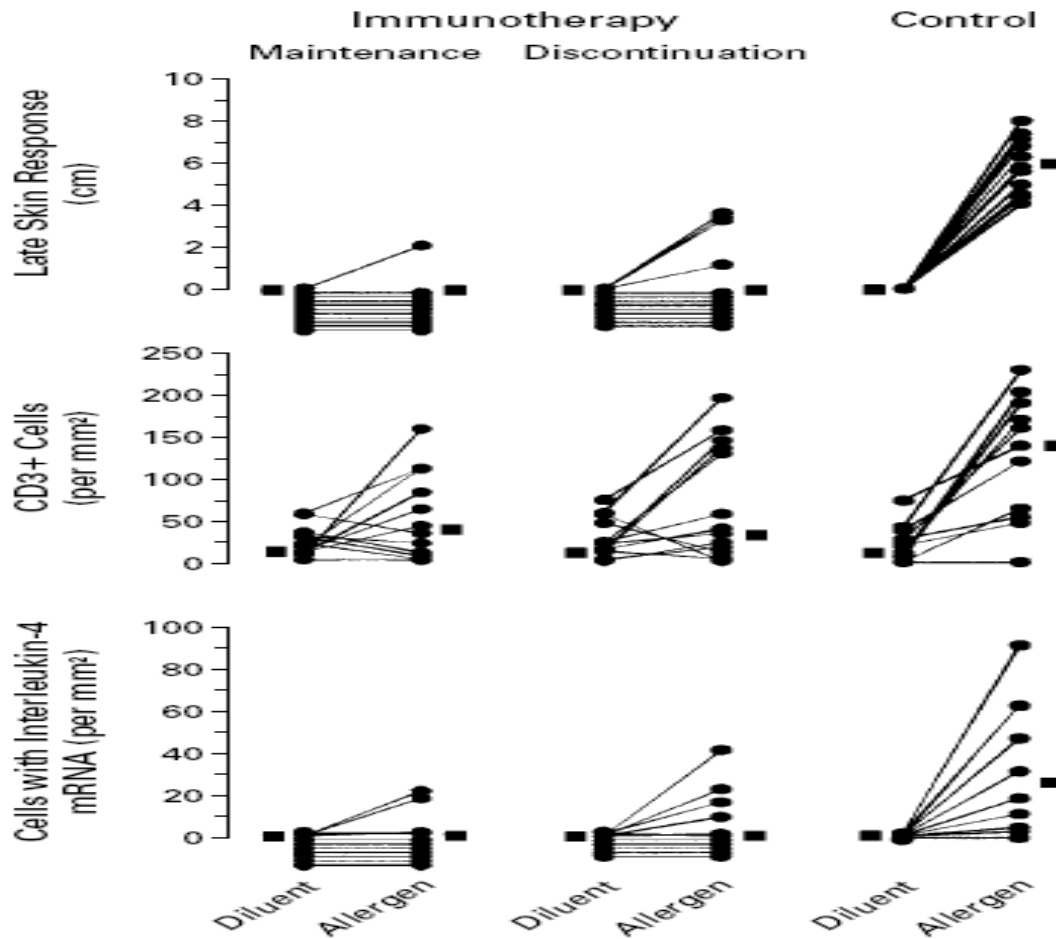 Immunotherapy Control
Maintenance Discontinuation
Late Skin Response
(cm)
10
8
6
4
2
0
CD3+ Cells
(per mm²)
250
200
150
100
50
0
Cells with Interleukin-4
mRNA (per mm²)
100
80
60
40
20
0
Diluent Allergen Diluent Allergen Diluent Allergen